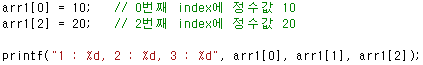 arr1[0] = 10; // 0번째 index에 정수값 10
arr1[2] = 20; // 2번째 index에 정수값 20
printf("1 : %d, 2 : %d, 3 : %d", arr1[0], arr1[1], arr1[2]);